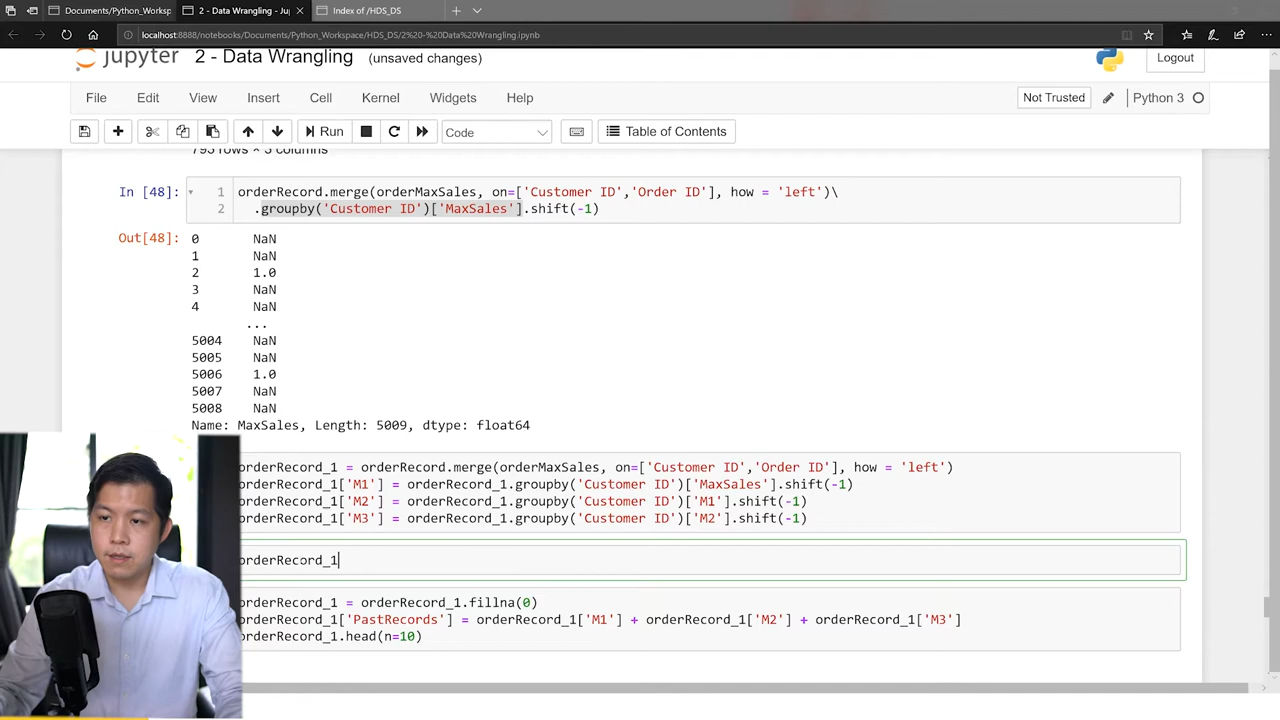 Documents/Python_Worksp
2 - Data Wrangling - Ju
Index of /HDS_DS
localhost:8888/notebooks/Documents/Python_Workspace/HDS_DS/2%20-%20Data%20Wrangling.ipynb
jupyter 2 - Data Wrangling (unsaved changes)
Logout
File Edit View Insert Cell Kernel Widgets Help
Not Trusted
Python 3
Run
Code
Table of Contents
793 rows × 5 columns
In [48]:
1 orderRecord.merge(orderMaxSales, on=['Customer ID','Order ID'], how = 'left')\
2 .groupby('Customer ID')['MaxSales'].shift(-1)
Out[48]:
0 NaN
1 NaN
2 1.0
3 NaN
4 NaN
...
5004 NaN
5005 NaN
5006 1.0
5007 NaN
5008 NaN
Name: MaxSales, Length: 5009, dtype: float64
orderRecord_1 = orderRecord.merge(orderMaxSales, on=['Customer ID','Order ID'], how = 'left')
orderRecord_1['M1'] = orderRecord_1.groupby('Customer ID')['MaxSales'].shift(-1)
orderRecord_1['M2'] = orderRecord_1.groupby('Customer ID')['M1'].shift(-1)
orderRecord_1['M3'] = orderRecord_1.groupby('Customer ID')['M2'].shift(-1)
orderRecord_1
orderRecord_1 = orderRecord_1.fillna(0)
orderRecord_1['PastRecords'] = orderRecord_1['M1'] + orderRecord_1['M2'] + orderRecord_1['M3']
orderRecord_1.head(n=10)